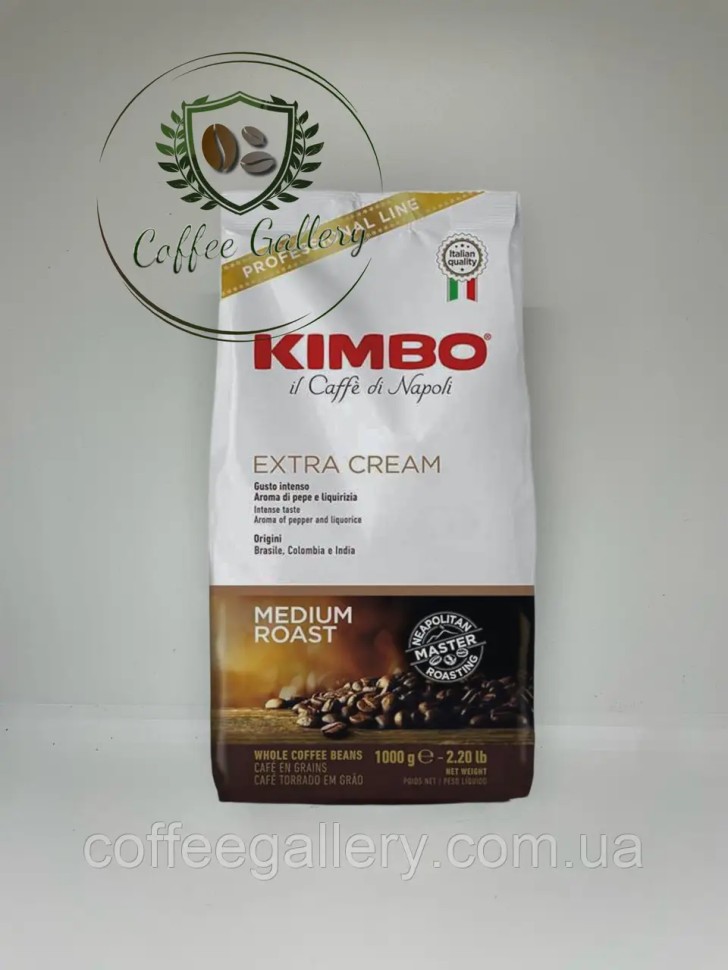 Coffee Gallery
PROFESSIONAL LINE
Italian
quality
KIMBO®
il Caffè di Napoli
EXTRA CREAM
Gusto intenso
Aroma di pepe e liquirizia
Intense taste
Aroma of pepper and liquorice
Origini
Brasile, Colombia e India
MEDIUM
ROAST
NEAPOLITAN
MASTER
ROASTING
WHOLE COFFEE BEANS
CAFÉ EN GRAINS
CAFÉ TORRADO EM GRÃO
1000 g ℮ - 2.20 lb
NET WEIGHT
POIDS NET | PESO LÍQUIDO
coffeegallery.com.ua